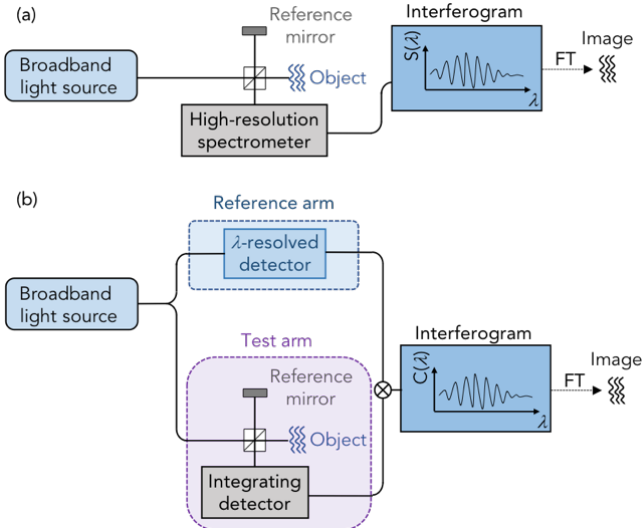 (a)
Reference
mirror
Interferogram
Broadband
light source
Object
High-resolution
spectrometer
S(λ)
λ
FT
Image
(b)
Reference arm
λ-resolved
detector
Broadband
light source
Test arm
Reference
mirror
Object
Integrating
detector
Interferogram
C(λ)
λ
FT
Image